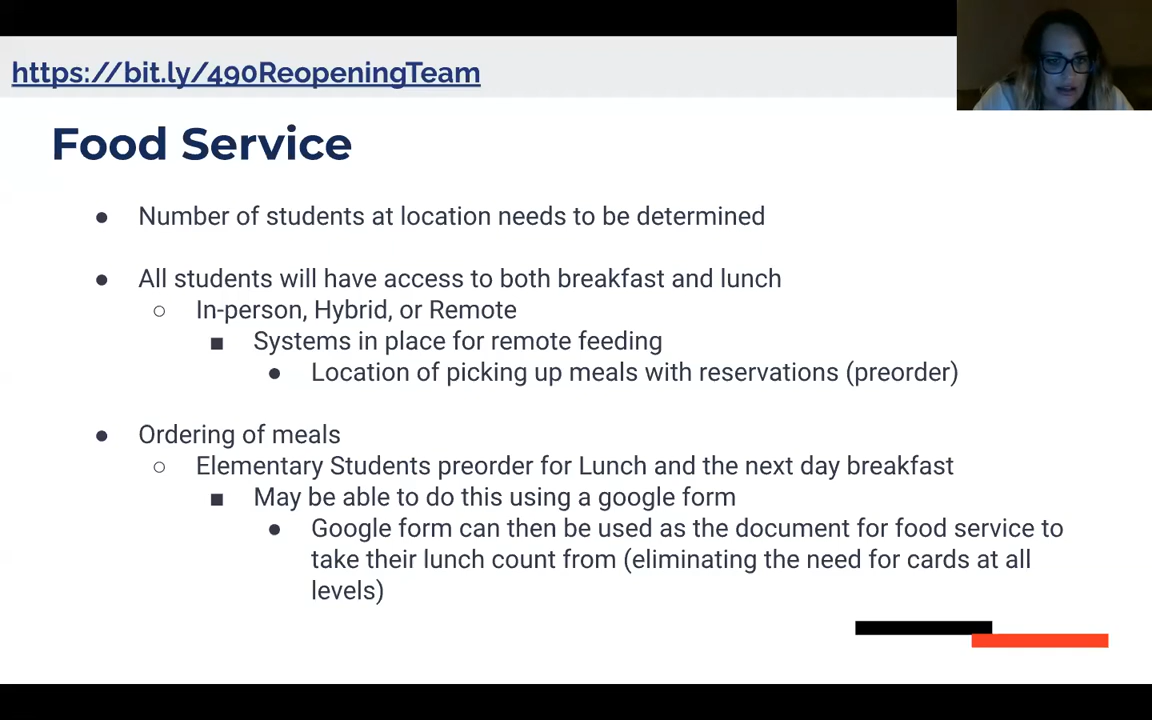 https://bit.ly/490ReopeningTeam
Food Service
● Number of students at location needs to be determined
● All students will have access to both breakfast and lunch
○ In-person, Hybrid, or Remote
■ Systems in place for remote feeding
● Location of picking up meals with reservations (preorder)
● Ordering of meals
○ Elementary Students preorder for Lunch and the next day breakfast
■ May be able to do this using a google form
● Google form can then be used as the document for food service to
take their lunch count from (eliminating the need for cards at all
levels)